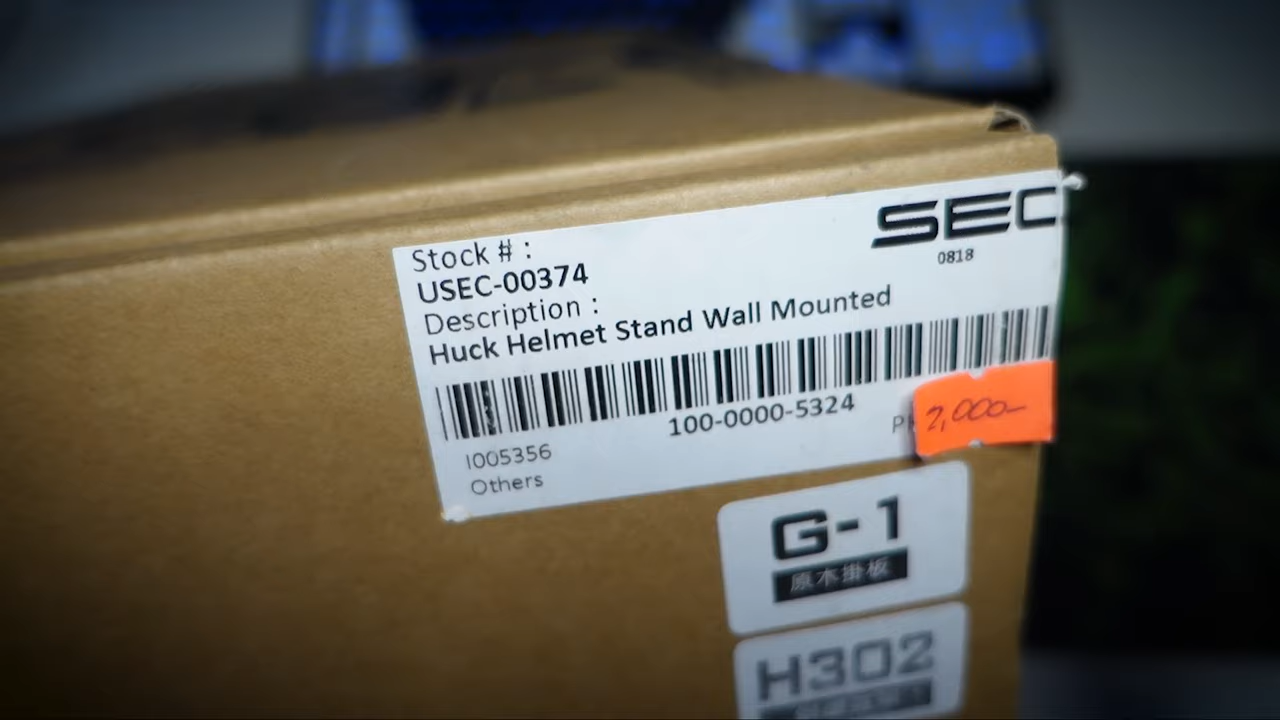 SEC
0818
Stock # :
USEC-00374
Description :
Huck Helmet Stand Wall Mounted
100-0000-5324
2,000-
I005356
Others
G-1
原木掛板
H302